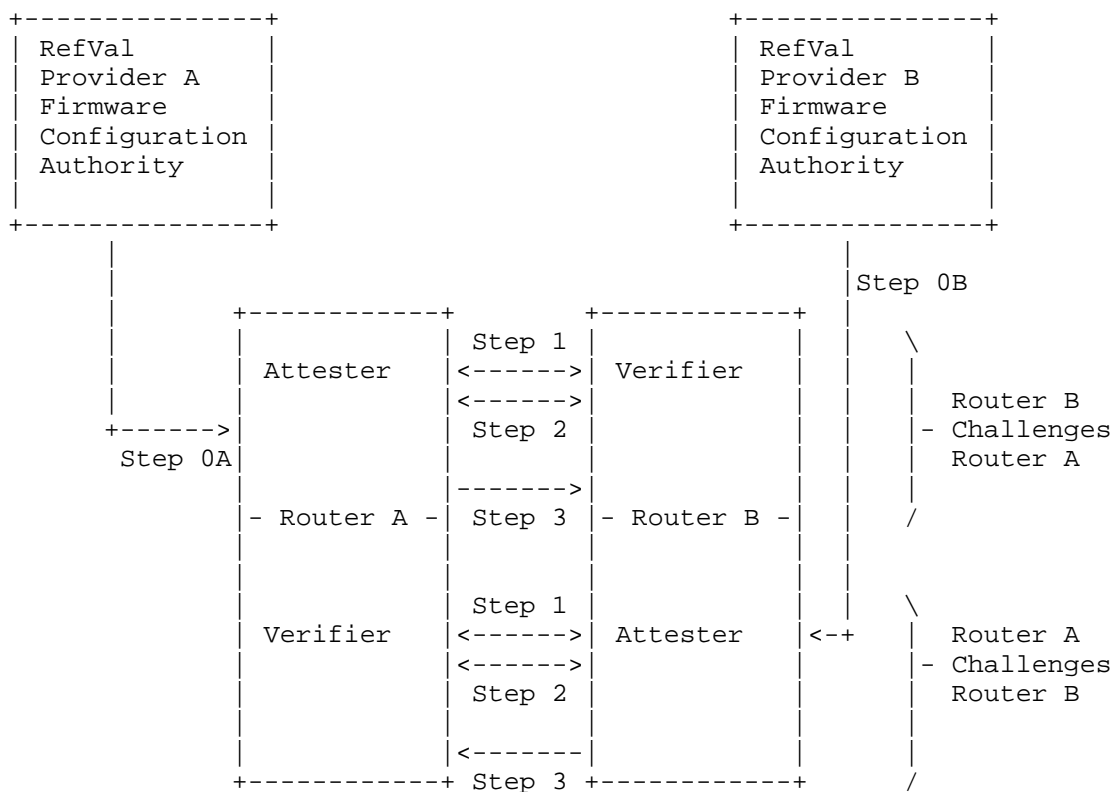 RefVal RefVal
Provider A Provider B
Firmware Firmware
Configuration Configuration
Authority Authority
Step 0B
Step 1
Attester Verifier
Router B
Step 2 Challenges
Step 0A Router A
Router A Step 3 Router B
Step 1
Verifier Attester Router A
Challenges
Step 2 Router B
Step 3